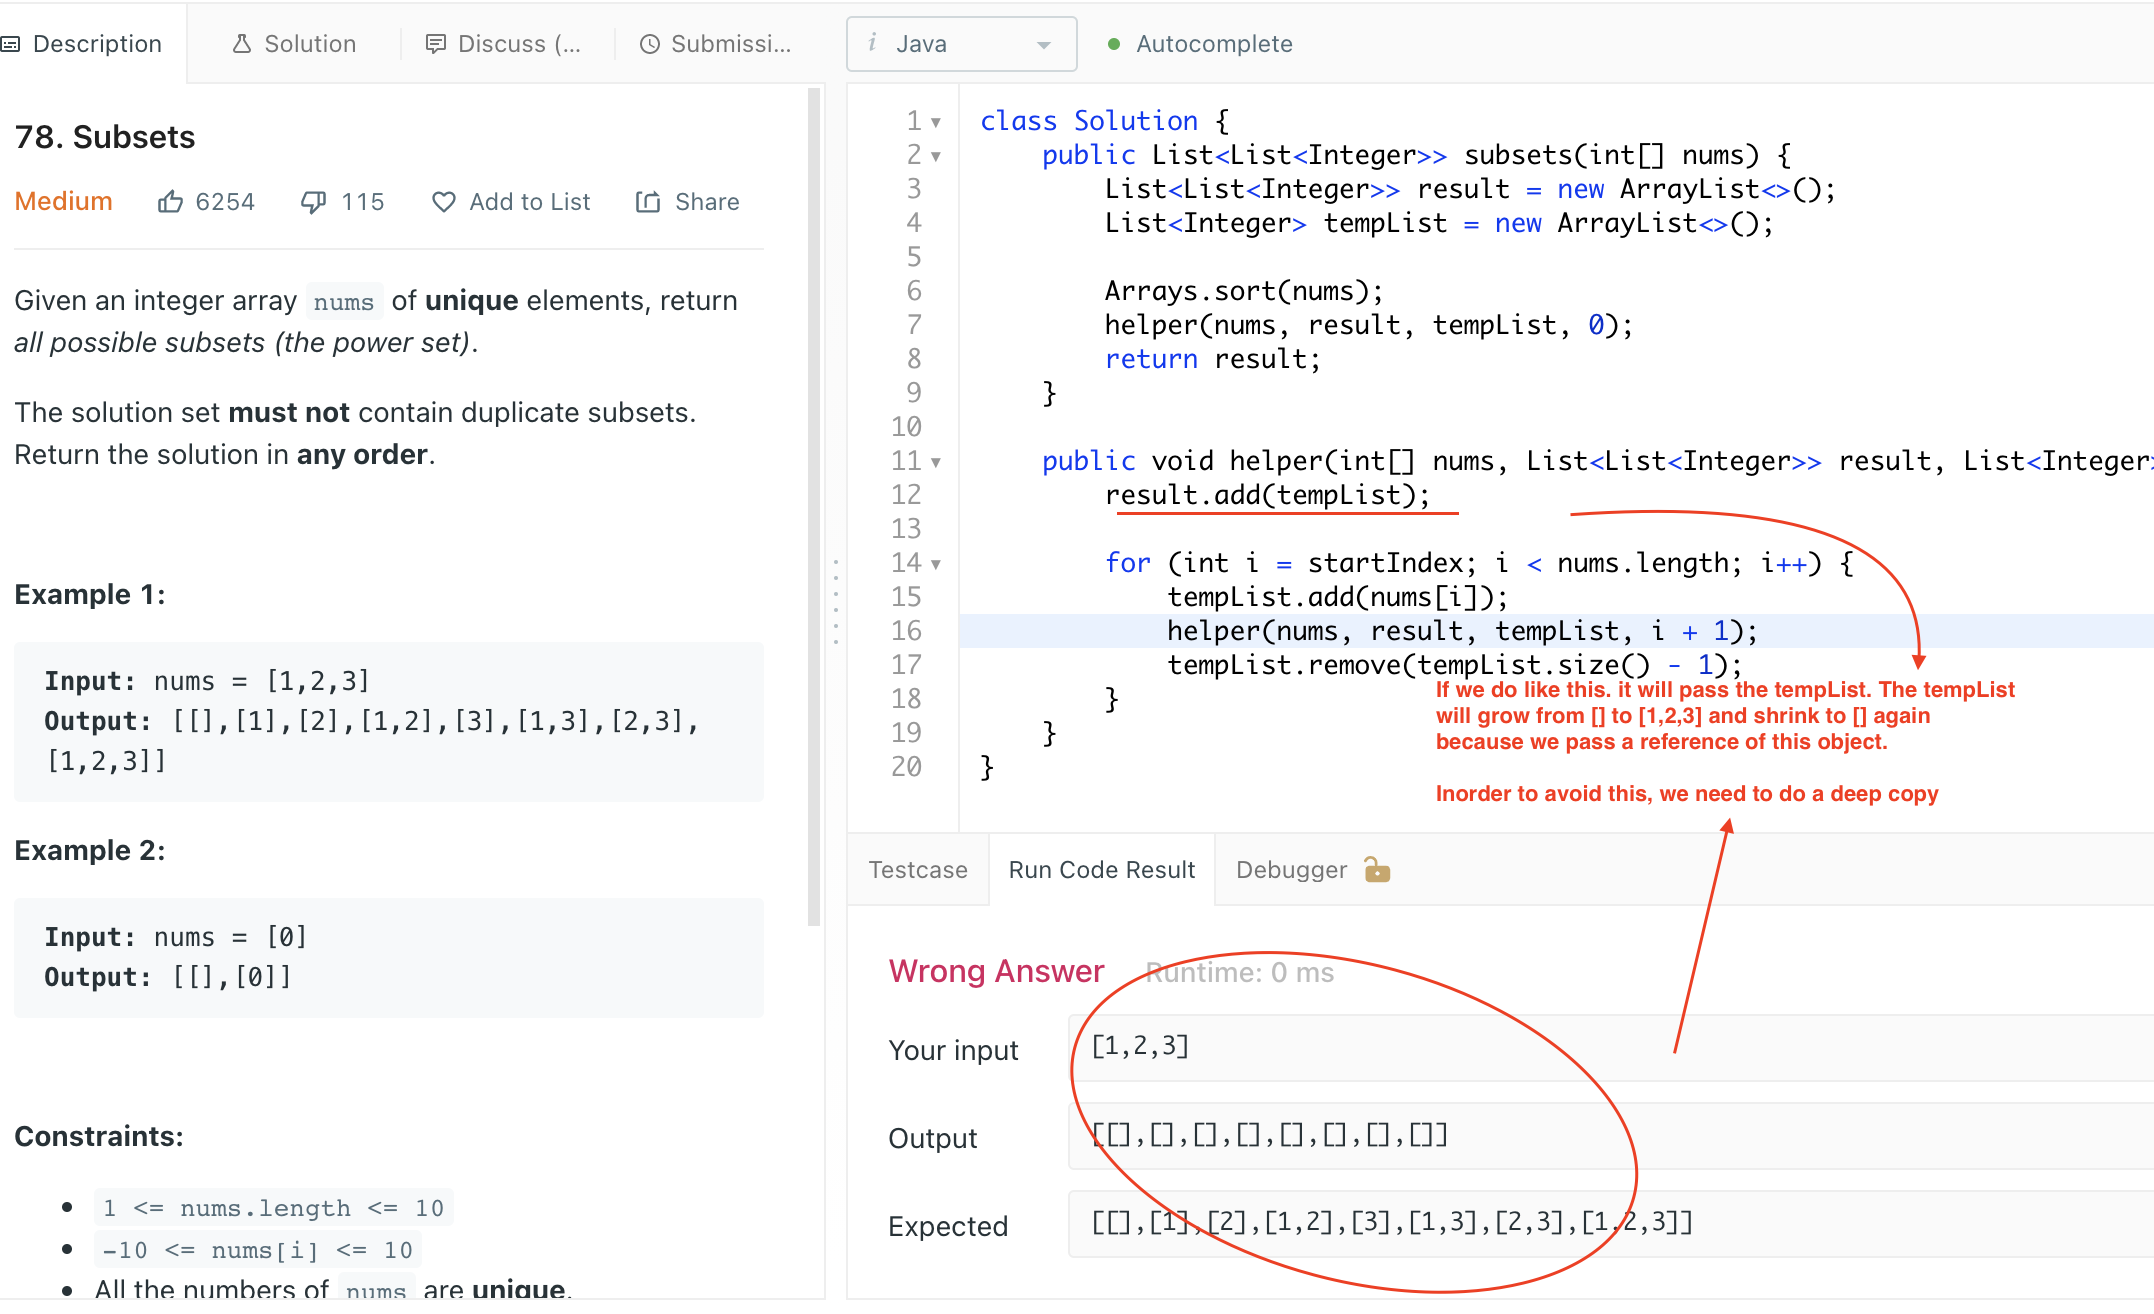 Description
Solution
Discuss (...
Submissi...
i Java
Autocomplete
78. Subsets
Medium 6254 115 Add to List Share
Given an integer array nums of unique elements, return
all possible subsets (the power set).
The solution set must not contain duplicate subsets.
Return the solution in any order.
Example 1:
Input: nums = [1,2,3]
Output: [[],[1],[2],[1,2],[3],[1,3],[2,3],
[1,2,3]]
Example 2:
Input: nums = [0]
Output: [[],[0]]
Constraints:
1 <= nums.length <= 10
-10 <= nums[i] <= 10
All the numbers of nums are unique.
1 class Solution {
2 public List<List<Integer>> subsets(int[] nums) {
3 List<List<Integer>> result = new ArrayList<>();
4 List<Integer> tempList = new ArrayList<>();
5
6 Arrays.sort(nums);
7 helper(nums, result, tempList, 0);
8 return result;
9 }
10
11 public void helper(int[] nums, List<List<Integer>> result, List<Integer>
12 result.add(tempList);
13
14 for (int i = startIndex; i < nums.length; i++) {
15 tempList.add(nums[i]);
16 helper(nums, result, tempList, i + 1);
17 tempList.remove(tempList.size() - 1);
18 }
19 }
20 }
If we do like this. it will pass the tempList. The tempList
will grow from [] to [1,2,3] and shrink to [] again
because we pass a reference of this object.
Inorder to avoid this, we need to do a deep copy
Testcase
Run Code Result
Debugger
Wrong Answer Runtime: 0 ms
Your input [1,2,3]
Output [[],[],[],[],[],[],[],[]]
Expected [[],[1],[2],[1,2],[3],[1,3],[2,3],[1,2,3]]